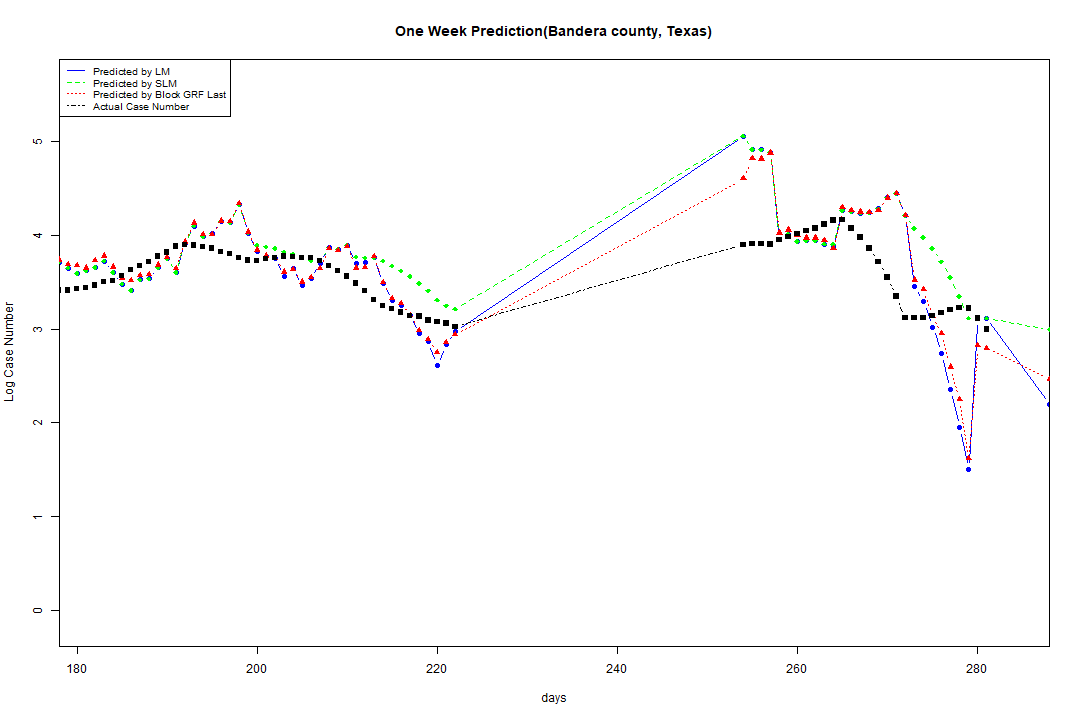 One Week Prediction(Bandera county, Texas)
Predicted by LM
Predicted by SLM
Predicted by Block GRF Last
Actual Case Number
5
4
3
2
1
0
Log Case Number
180 200 220 240 260 280
days